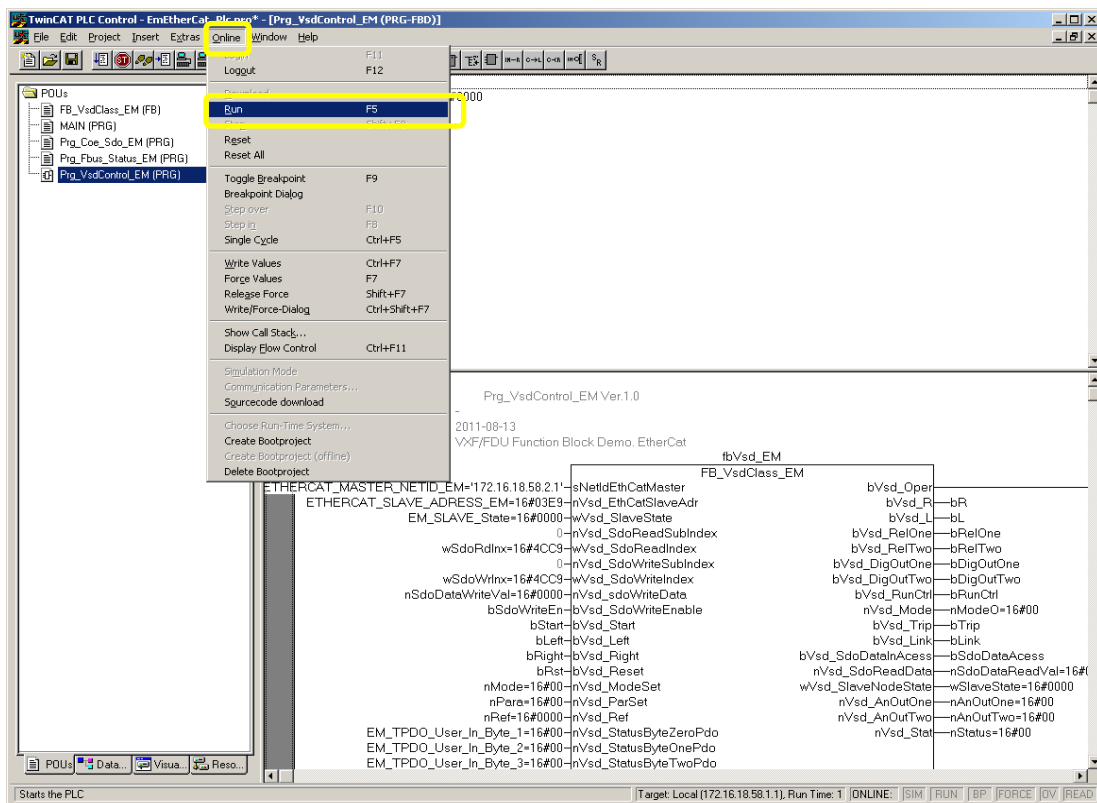 TwinCAT PLC Control - EmEtherCat_Plc.pro* - [Prg_VsdControl_EM (PRG-FBD)]
File Edit Project Insert Extras Online Window Help
F11
Logout F12
Download
Run F5
Shift+F8
Reset
Reset All
Toggle Breakpoint F9
Breakpoint Dialog
Step over F10
Step in F8
Single Cycle Ctrl+F5
Write Values Ctrl+F7
Force Values F7
Release Force Shift+F7
Write/Force-Dialog Ctrl+Shift+F7
Show Call Stack...
Display Flow Control Ctrl+F11
Simulation Mode
Communication Parameters...
Sourcecode download
Choose Run-Time System...
Create Bootproject
Create Bootproject (offline)
Delete Bootproject
POUs
FB_VsdClass_EM (FB)
MAIN (PRG)
Prg_Coe_Sdo_EM (PRG)
Prg_Fbus_Status_EM (PRG)
Prg_VsdControl_EM (PRG)
Prg_VsdControl_EM Ver.1.0
-
2011-08-13
VXF/FDU Function Block Demo. EtherCat
fbVsd_EM
FB_VsdClass_EM
ETHERCAT_MASTER_NETID_EM='172.16.18.58.2.1' sNetIdEthCatMaster bVsd_Oper
ETHERCAT_SLAVE_ADRESS_EM=16#03E9 nVsd_EthCatSlaveAdr bVsd_R bR
EM_SLAVE_State=16#0000 wVsd_SlaveState bVsd_L bL
0 nVsd_SdoReadSubIndex bVsd_RelOne bRelOne
wSdoRdInx=16#4CC9 wVsd_SdoReadIndex bVsd_RelTwo bRelTwo
0 nVsd_SdoWriteSubIndex bVsd_DigOutOne bDigOutOne
wSdoWrInx=16#4CC9 wVsd_SdoWriteIndex bVsd_DigOutTwo bDigOutTwo
nSdoDataWriteVal=16#0000 nVsd_sdoWriteData bVsd_RunCtrl bRunCtrl
bSdoWriteEn bVsd_SdoWriteEnable nVsd_Mode nModeO=16#00
bStart bVsd_Start bVsd_Trip bTrip
bLeft bVsd_Left bVsd_Link bLink
bRight bVsd_Right bVsd_SdoDataInAcess bSdoDataAcess
bRst bVsd_Reset nVsd_SdoReadData nSdoDataReadVal=16#
nMode=16#00 nVsd_ModeSet wVsd_SlaveNodeState wSlaveState=16#0000
nPara=16#00 nVsd_ParSet nVsd_AnOutOne nAnOutOne=16#00
nRef=16#0000 nVsd_Ref nVsd_AnOutTwo nAnOutTwo=16#00
EM_TPDO_User_In_Byte_1=16#00 nVsd_StatusByteZeroPdo nVsd_Stat nStatus=16#00
EM_TPDO_User_In_Byte_2=16#00 nVsd_StatusByteOnePdo
EM_TPDO_User_In_Byte_3=16#00 nVsd_StatusByteTwoPdo
POUs Data... Visua... Reso...
Starts the PLC Target: Local (172.16.18.58.1.1), Run Time: 1 ONLINE: SIM RUN BP FORCE OV READ